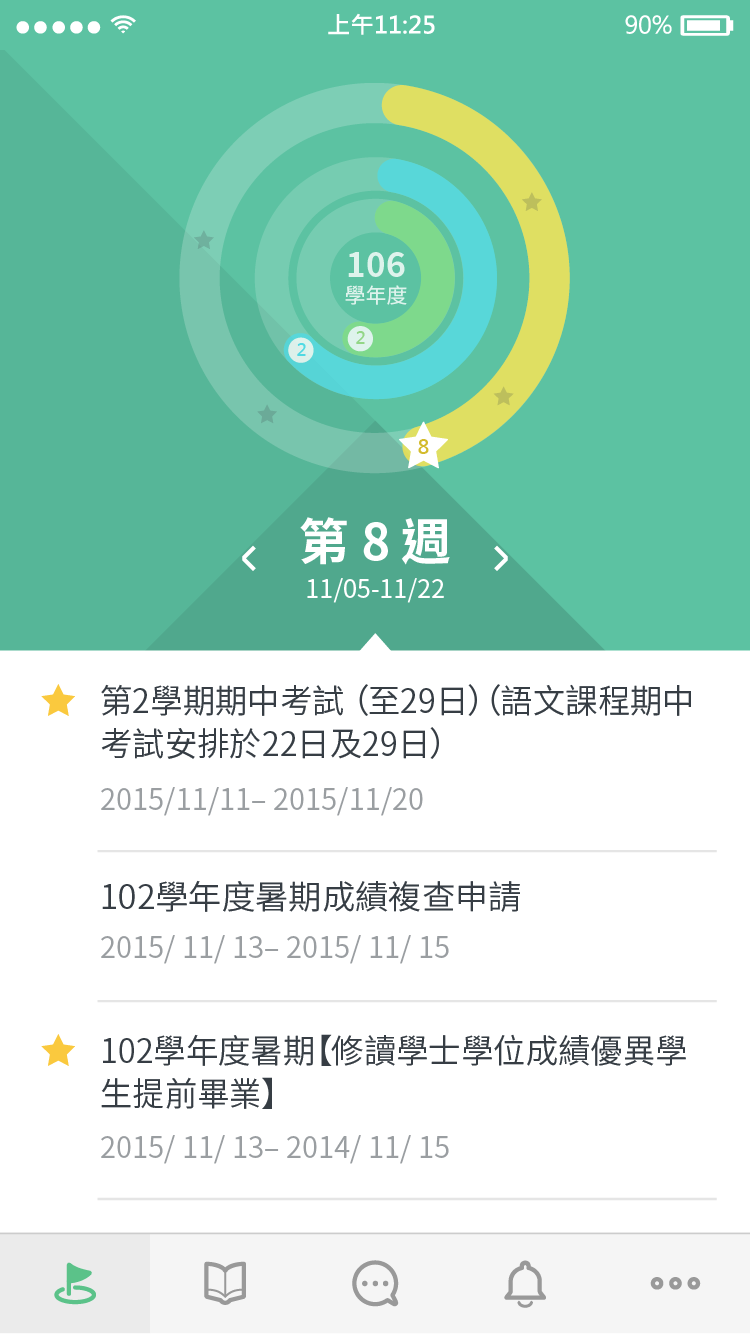 上午11:25
90%
106
學年度
2
2
8
第 8 週
11/05-11/22
第2學期期中考試（至29日）（語文課程期中
考試安排於22日及29日）
2015/11/11– 2015/11/20
102學年度暑期成績複查申請
2015/ 11/ 13– 2015/ 11/ 15
102學年度暑期【修讀學士學位成績優異學
生提前畢業】
2015/ 11/ 13– 2014/ 11/ 15